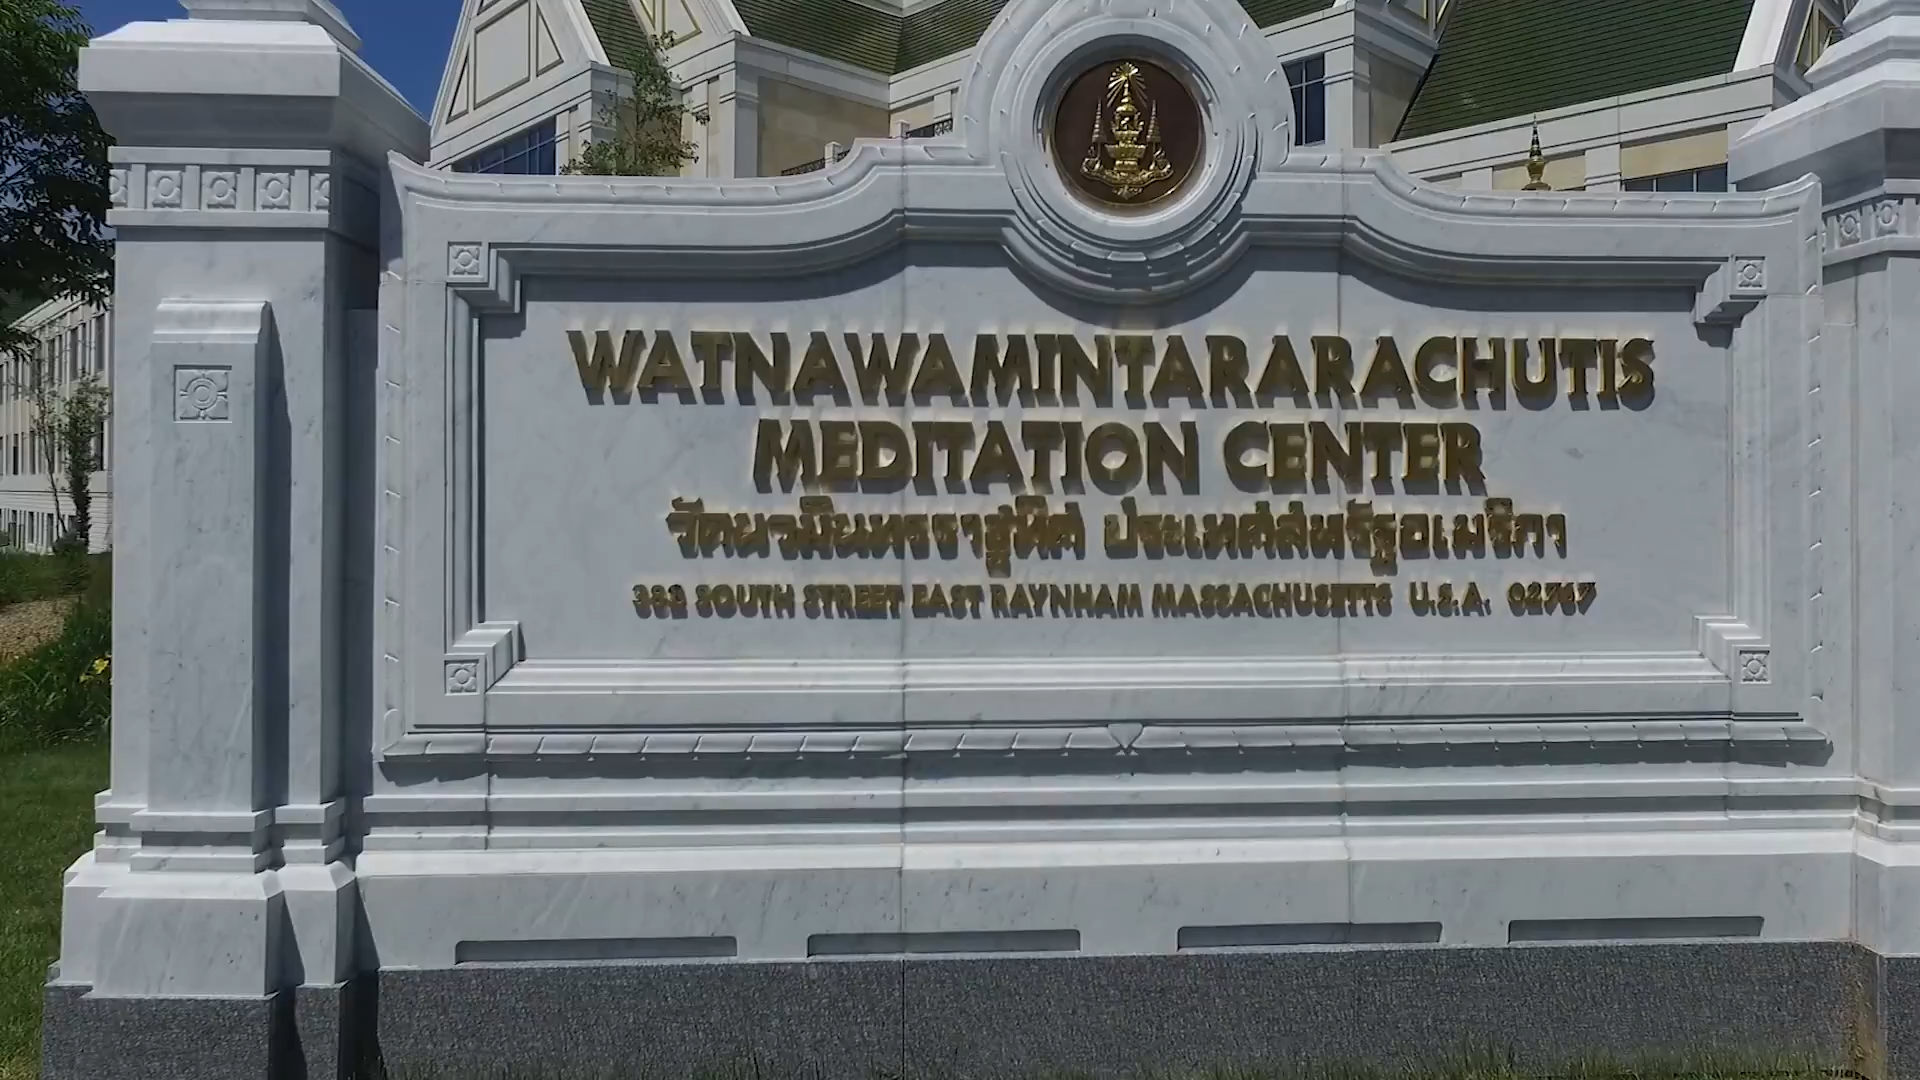 WATNAWAMINTARARACHUTIS
MEDITATION CENTER
วัดนวมินทรราชูทิศ ประเทศสหรัฐอเมริกา
382 SOUTH STREET EAST RAYNHAM MASSACHUSETTS U.S.A. 02767